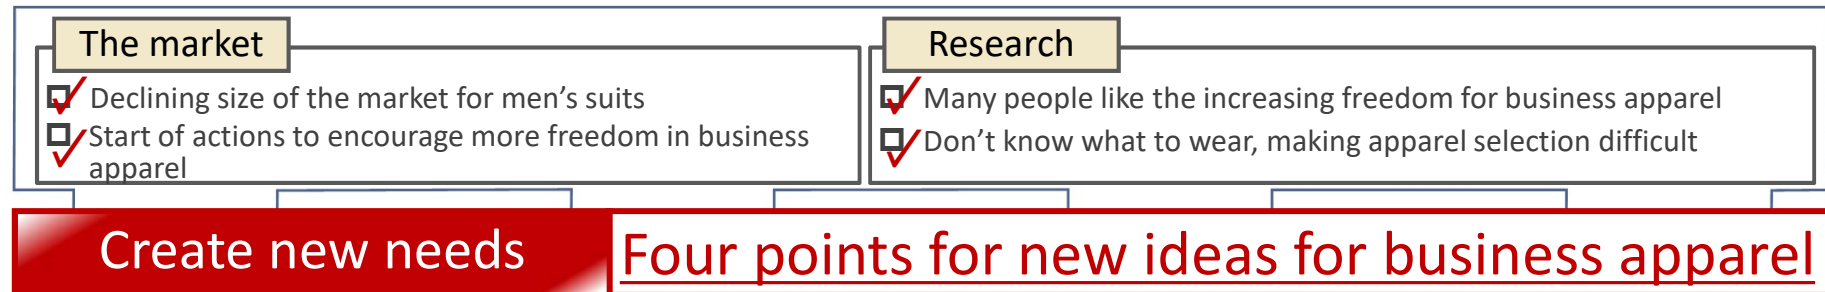 The market
Declining size of the market for men’s suits
Start of actions to encourage more freedom in business
apparel
Research
Many people like the increasing freedom for business apparel
Don’t know what to wear, making apparel selection difficult
Create new needs
Four points for new ideas for business apparel